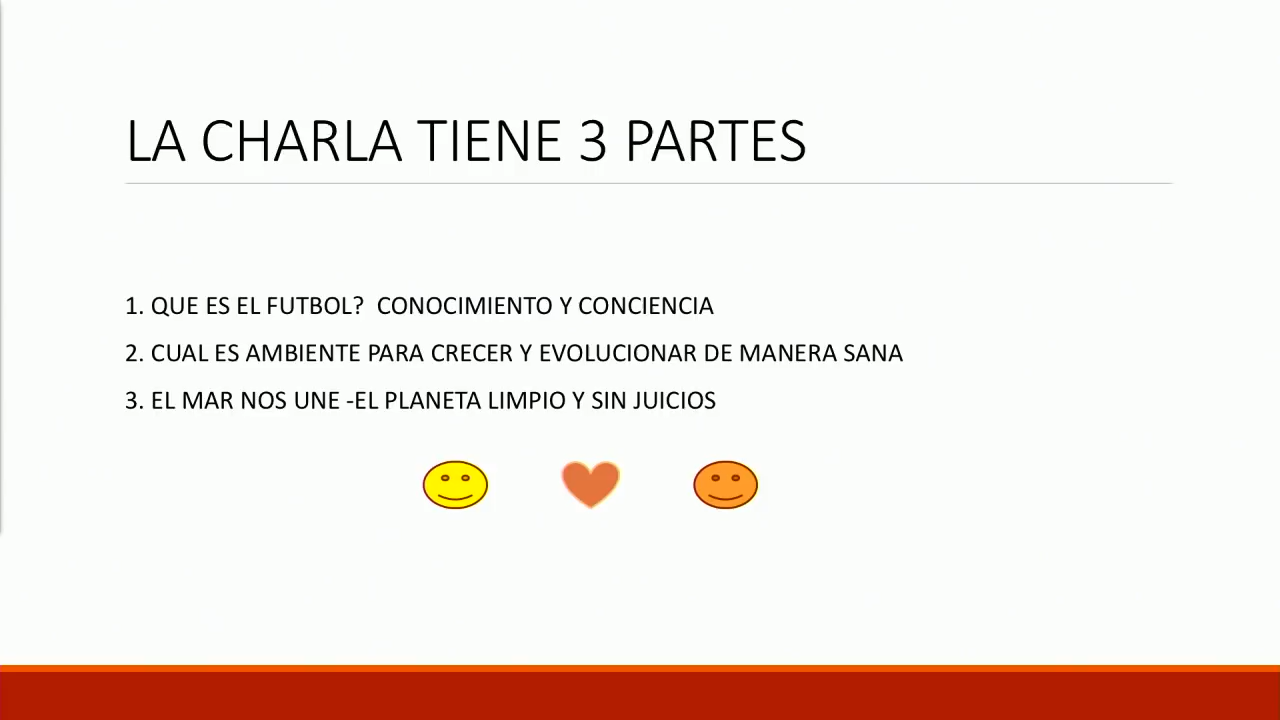 LA CHARLA TIENE 3 PARTES
1. QUE ES EL FUTBOL?  CONOCIMIENTO Y CONCIENCIA
2. CUAL ES AMBIENTE PARA CRECER Y EVOLUCIONAR DE MANERA SANA
3. EL MAR NOS UNE -EL PLANETA LIMPIO Y SIN JUICIOS